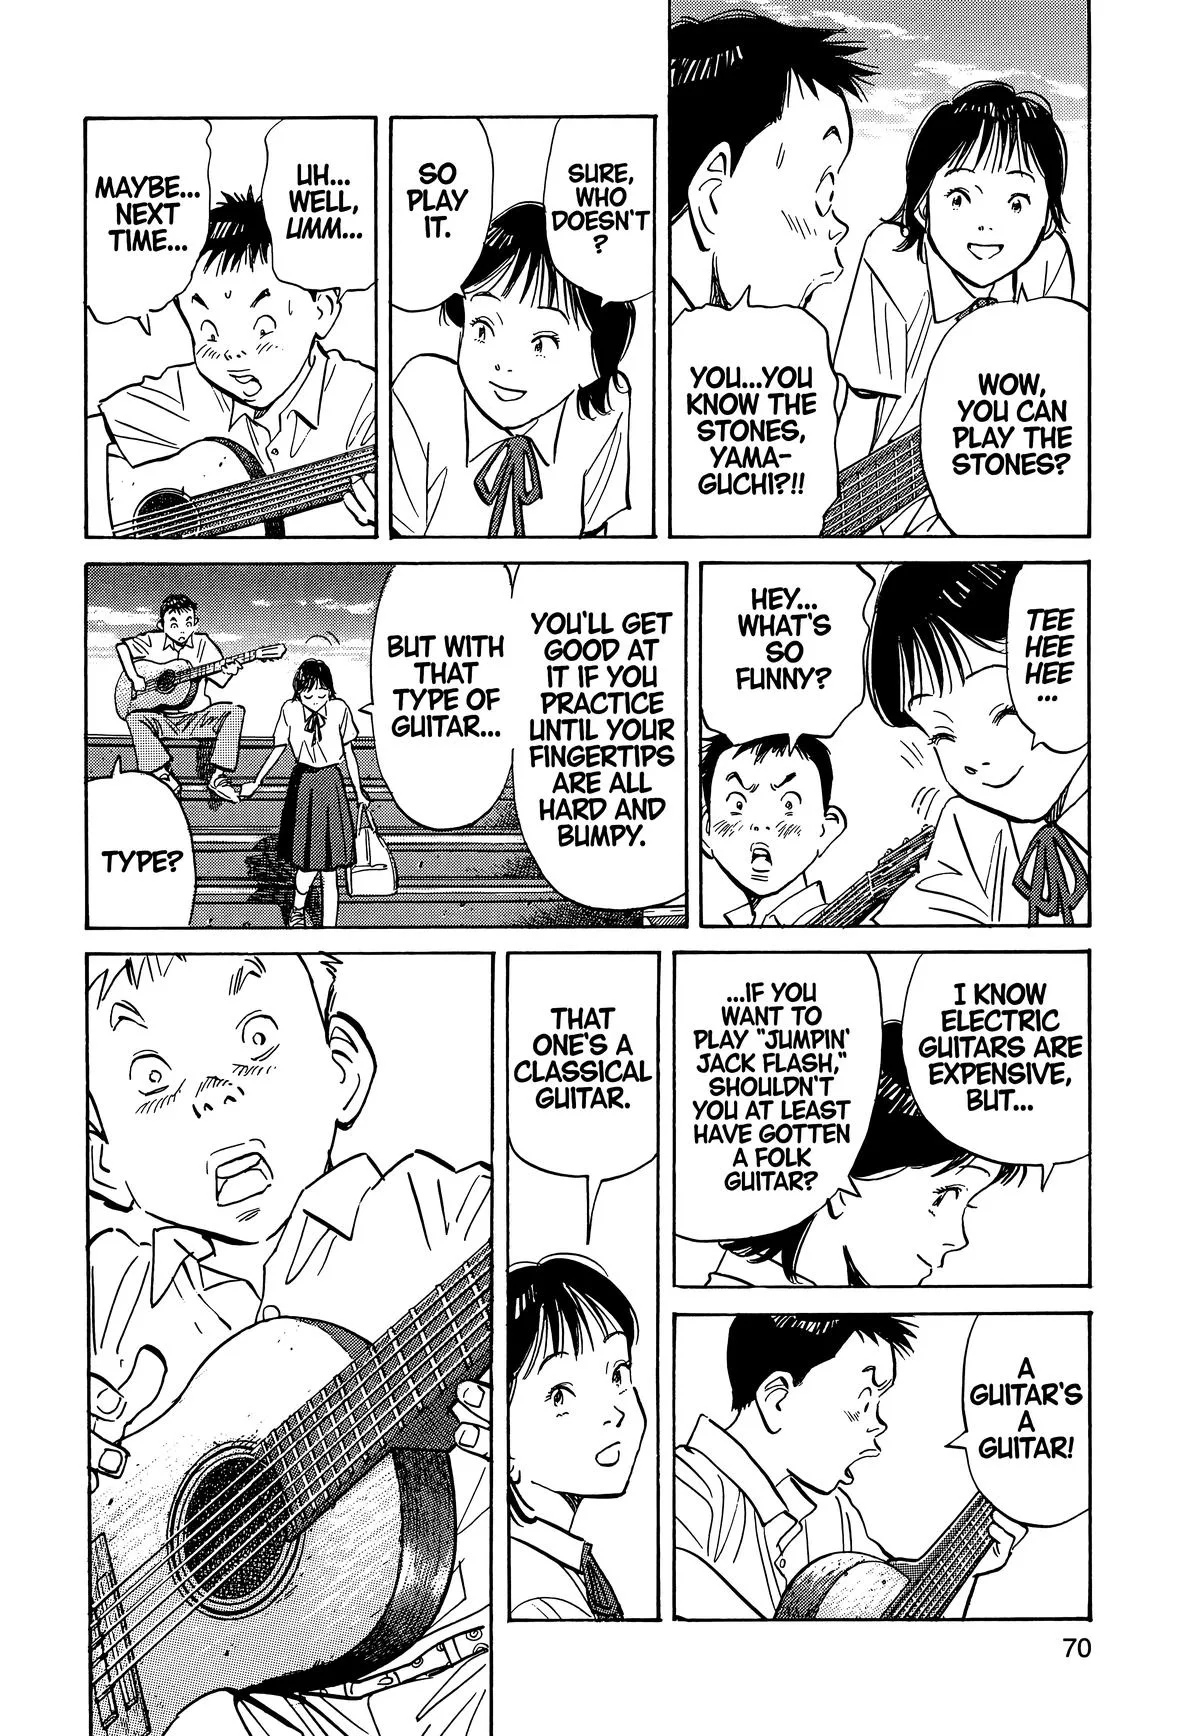 WOW,
YOU CAN
PLAY THE
STONES?
YOU...YOU
KNOW THE
STONES,
YAMA-
GUCHI?!!
SURE,
WHO
DOESN'T
?
SO
PLAY
IT.
UH...
WELL,
UMM...
MAYBE...
NEXT
TIME...
TEE
HEE
HEE
...
HEY...
WHAT'S
SO
FUNNY?
YOU'LL GET
GOOD AT
IT IF YOU
PRACTICE
UNTIL YOUR
FINGERTIPS
ARE ALL
HARD AND
BUMPY.
BUT WITH
THAT
TYPE OF
GUITAR...
TYPE?
I KNOW
ELECTRIC
GUITARS ARE
EXPENSIVE,
BUT...
...IF YOU
WANT TO
PLAY "JUMPIN'
JACK FLASH,"
SHOULDN'T
YOU AT LEAST
HAVE GOTTEN
A FOLK
GUITAR?
A
GUITAR'S
A
GUITAR!
THAT
ONE'S A
CLASSICAL
GUITAR.
70